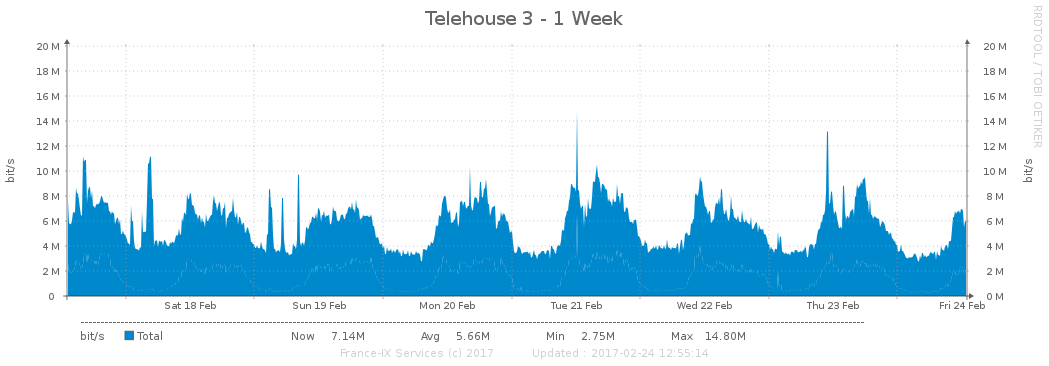 Telehouse 3 - 1 Week
RRDTOOL / TOBI OETIKER
bit/s
bit/s
20 M 20 M
18 M 18 M
16 M 16 M
14 M 14 M
12 M 12 M
10 M 10 M
8 M 8 M
6 M 6 M
4 M 4 M
2 M 2 M
0 0 M
Sat 18 Feb Sun 19 Feb Mon 20 Feb Tue 21 Feb Wed 22 Feb Thu 23 Feb Fri 24 Feb
bit/s Total Now 7.14M Avg 5.66M Min 2.75M Max 14.80M
France-IX Services (c) 2017 Updated : 2017-02-24 12:55:14